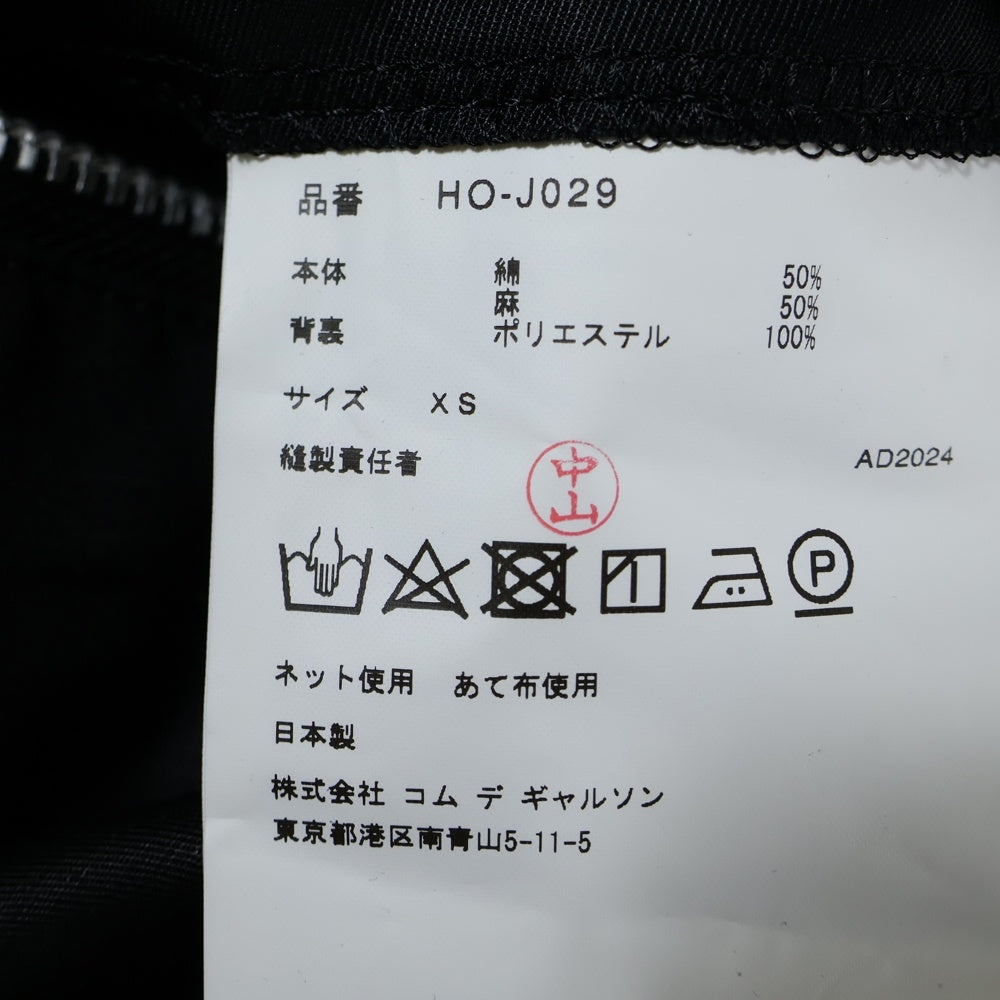 品番 HO-J029
本体 綿 50%
麻 50%
背裏 ポリエステル 100%
サイズ XS
縫製責任者 中山 AD2024
P
ネット使用 あて布使用
日本製
株式会社 コム デ ギャルソン
東京都港区南青山5-11-5